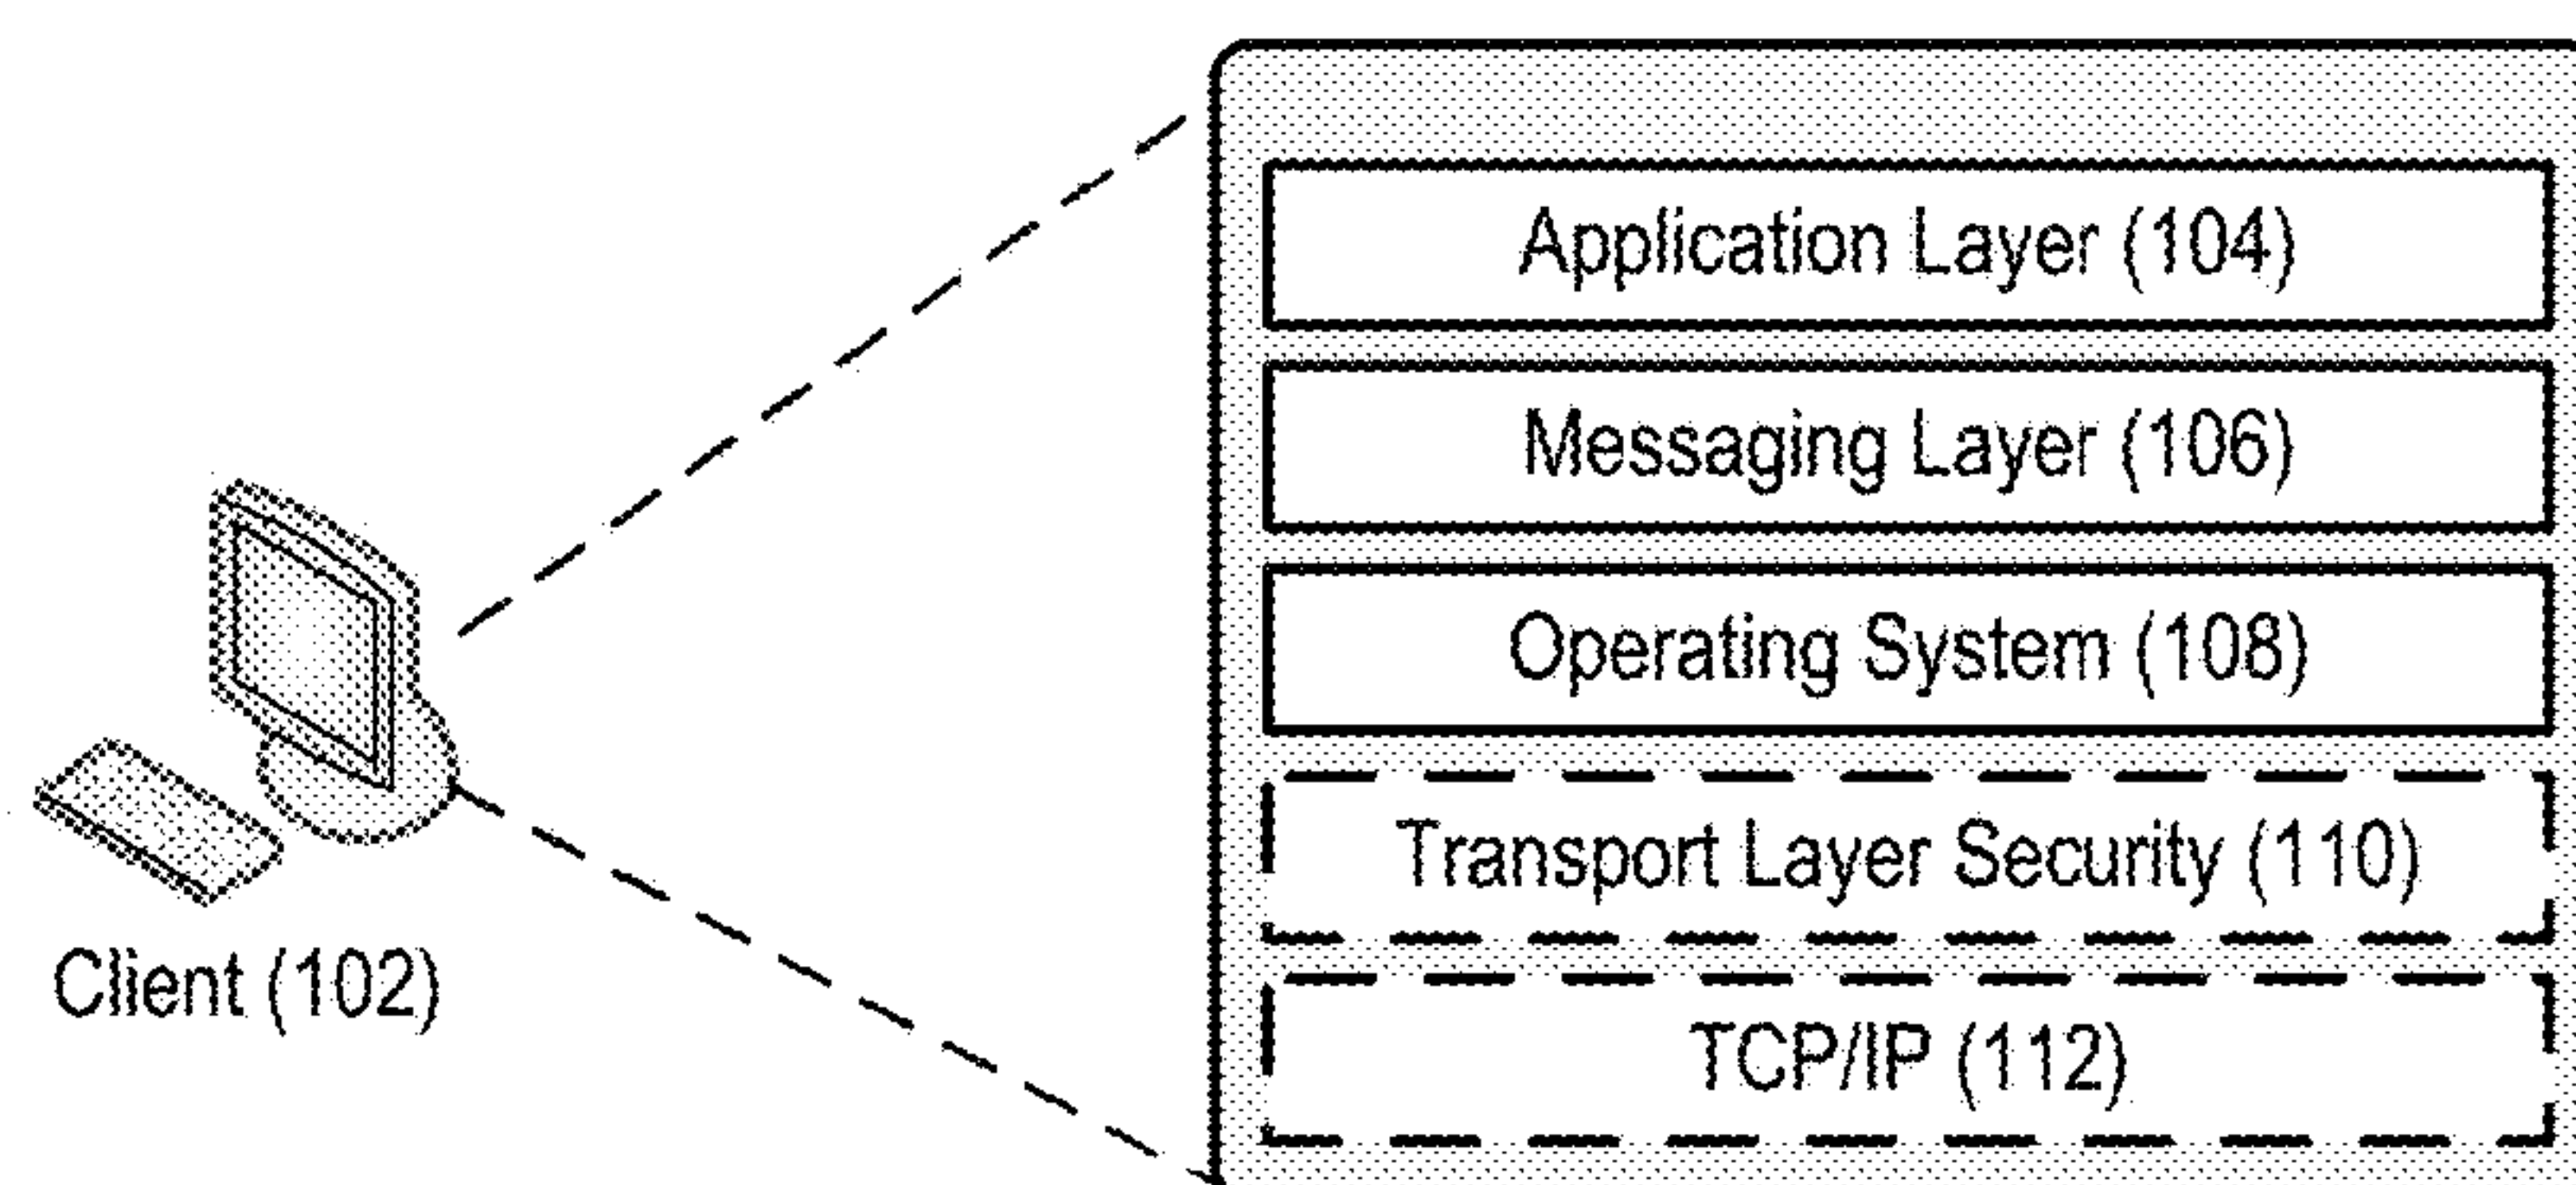 Application Layer (104)
Messaging Layer (106)
Operating System (108)
Transport Layer Security (110)
TCP/IP (112)
Client (102)